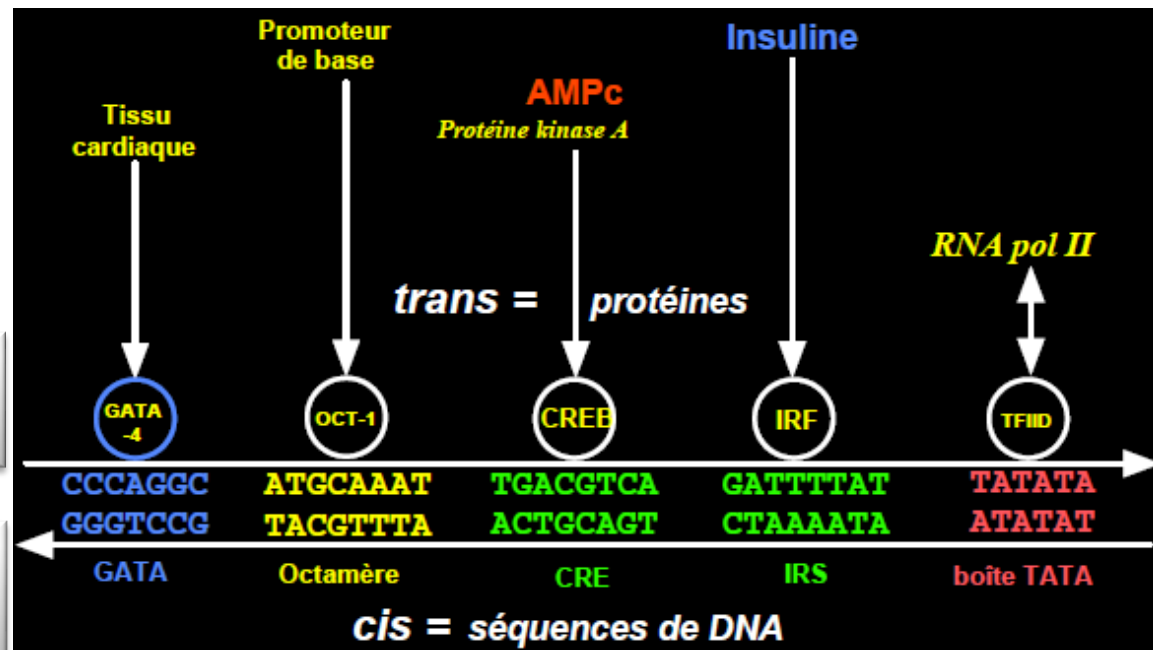 Promoteur
de base
Insuline
Tissu
cardiaque
AMPc
Protéine kinase A
RNA pol II
trans = protéines
GATA
-4
OCT-1
CREB
IRF
TFIID
CCCAGGC ATGCAAAT TGACGTCA GATTTTAT TATATA
GGGTCCG TACGTTTA ACTGCAGT CTAAAATA ATATAT
GATA Octamère CRE IRS boîte TATA
cis = séquences de DNA